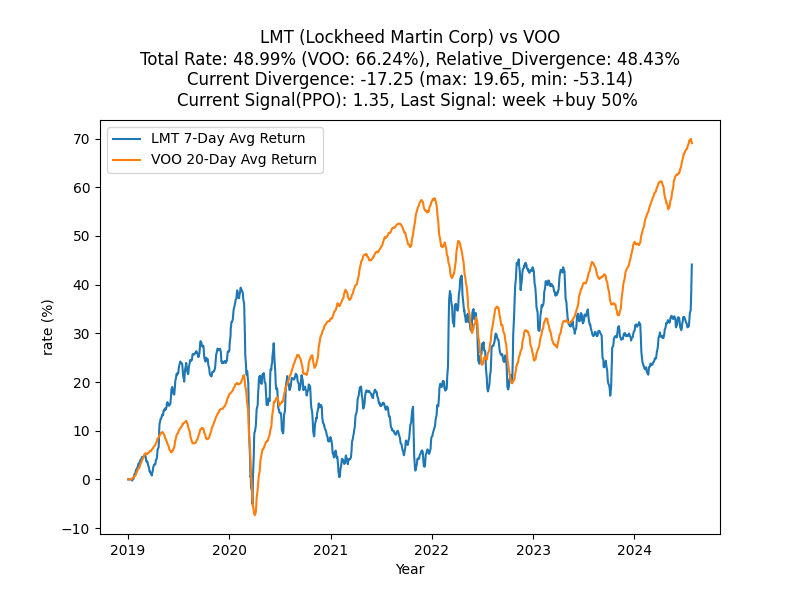 LMT (Lockheed Martin Corp) vs VOO
Total Rate: 48.99% (VOO: 66.24%), Relative_Divergence: 48.43%
Current Divergence: -17.25 (max: 19.65, min: -53.14)
Current Signal(PPO): 1.35, Last Signal: week +buy 50%
LMT 7-Day Avg Return
VOO 20-Day Avg Return
70
60
50
40
30
20
10
0
−10
rate (%)
2019 2020 2021 2022 2023 2024
Year